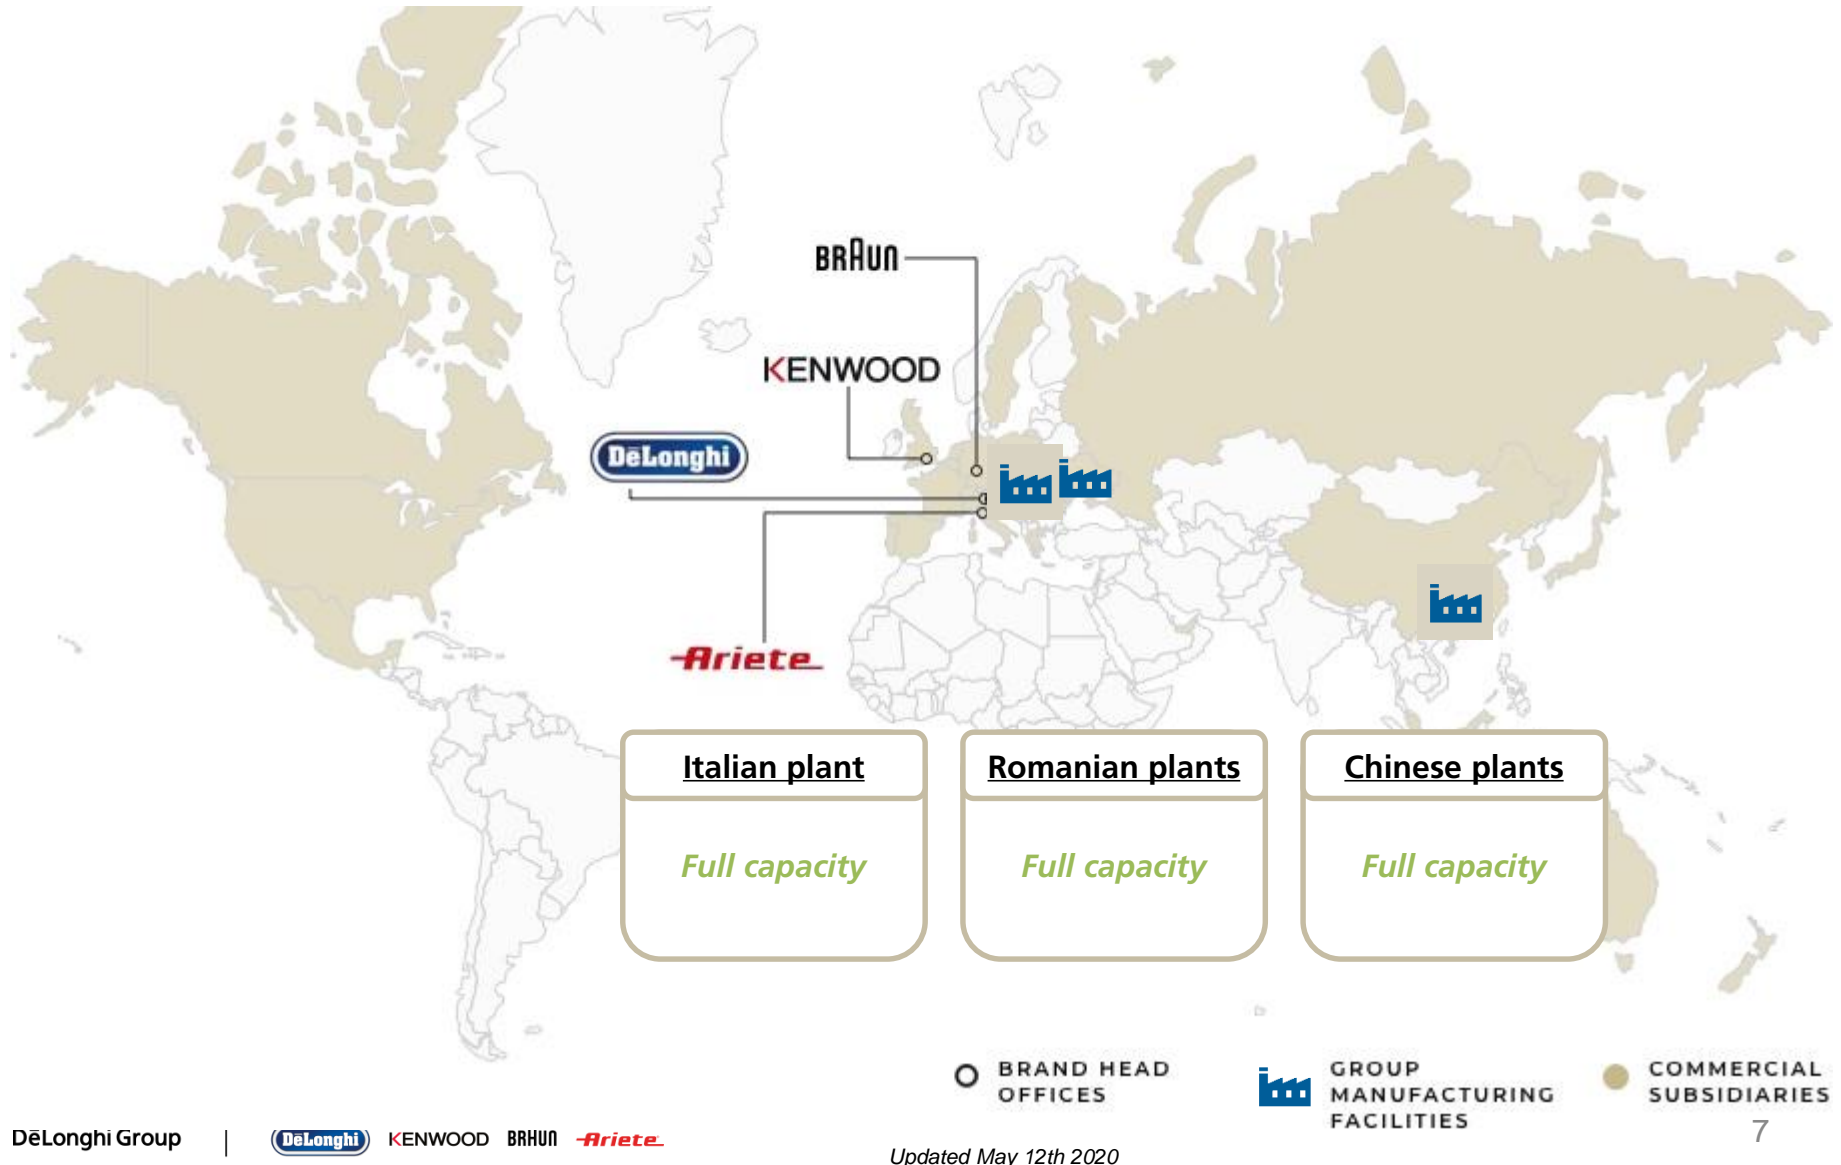 BRAUN
KENWOOD
DēLonghi
Ariete
Italian plant
Full capacity
Romanian plants
Full capacity
Chinese plants
Full capacity
BRAND HEAD
OFFICES
GROUP
MANUFACTURING
FACILITIES
COMMERCIAL
SUBSIDIARIES
DēLonghi Group | DēLonghi KENWOOD BRAUN Ariete
Updated May 12th 2020
7